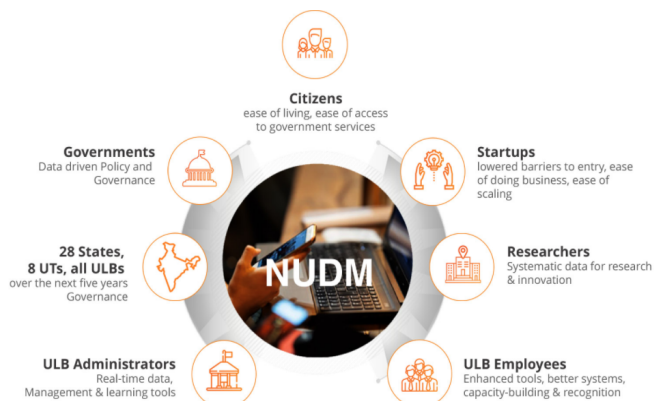 Citizens
ease of living, ease of access
to government services
Governments
Data driven Policy and
Governance
Startups
lowered barriers to entry, ease
of doing business, ease of
scaling
28 States,
8 UTs, all ULBs
over the next five years
Governance
NUDM
Researchers
Systematic data for research
& innovation
ULB Administrators
Real-time data,
Management & learning tools
ULB Employees
Enhanced tools, better systems,
capacity-building & recognition